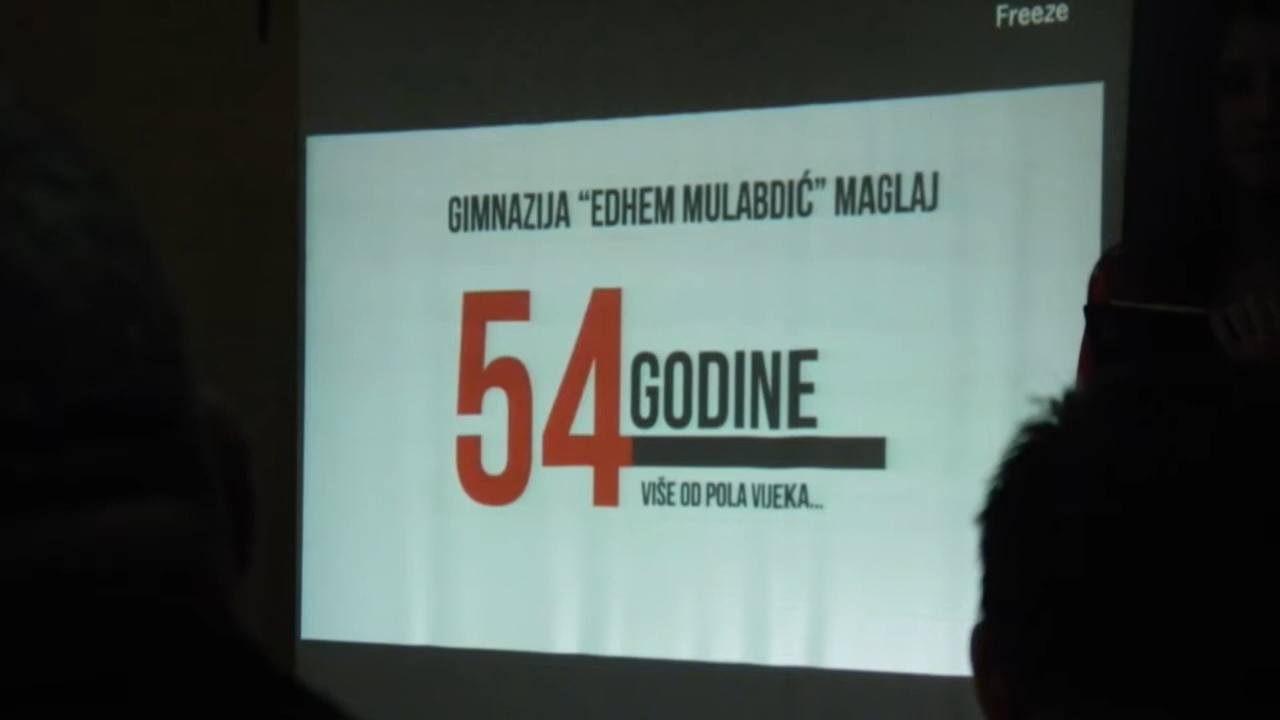 Freeze
GIMNAZIJA “EDHEM MULABDIĆ” MAGLAJ
54 GODINE
VIŠE OD POLA VIJEKA...